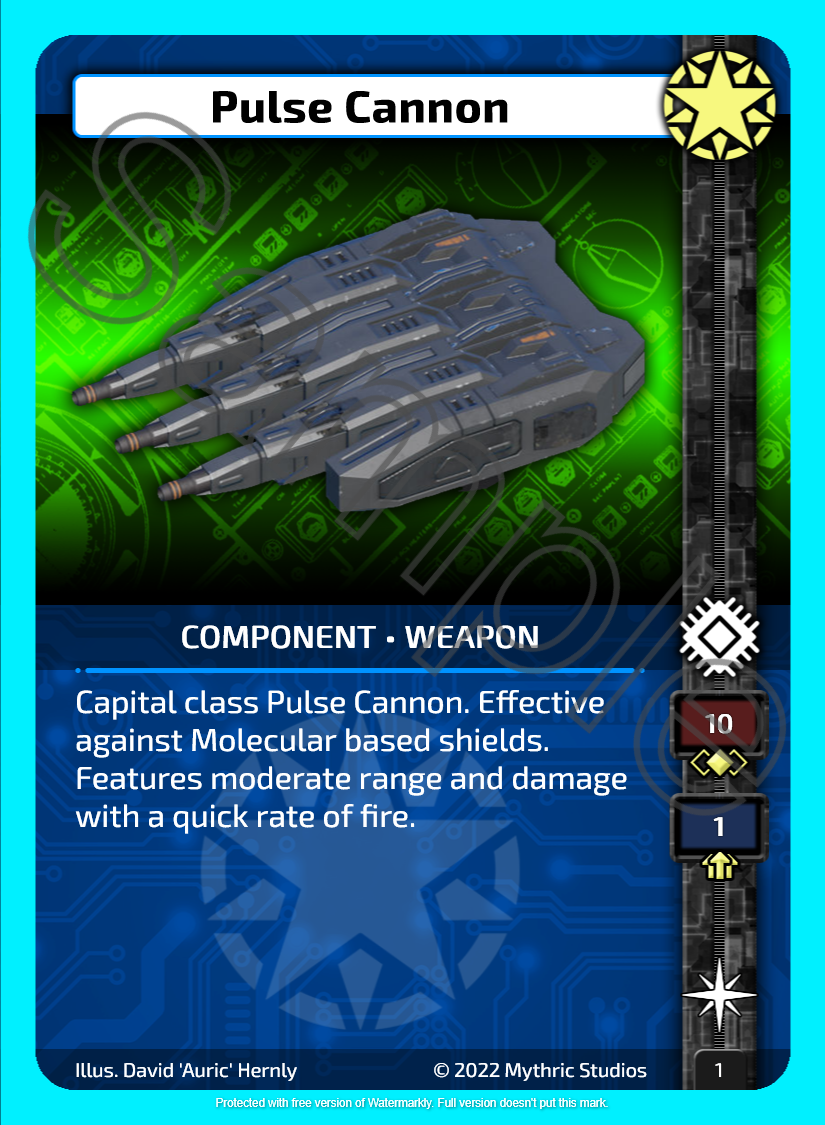 Pulse Cannon
COMPONENT • WEAPON
Capital class Pulse Cannon. Effective
against Molecular based shields.
Features moderate range and damage
with a quick rate of fire.
10
1
Illus. David 'Auric' Hernly
© 2022 Mythric Studios
1
Sample
Protected with free version of Watermarkly. Full version doesn't put this mark.